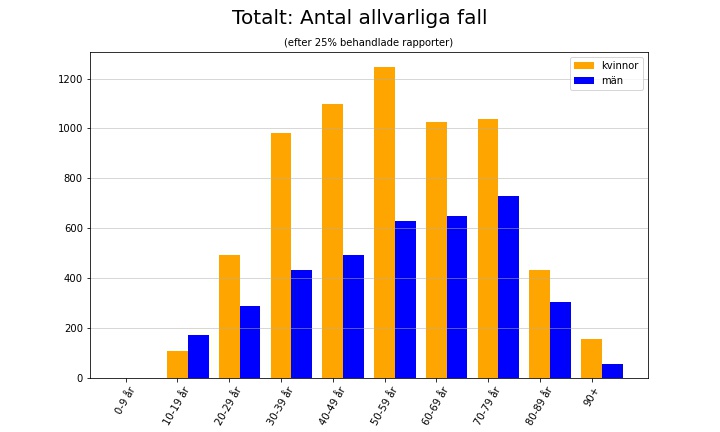 Totalt: Antal allvarliga fall
(efter 25% behandlade rapporter)
kvinnor
män
1200
1000
800
600
400
200
0
0-9 år
10-19 år
20-29 år
30-39 år
40-49 år
50-59 år
60-69 år
70-79 år
80-89 år
90+